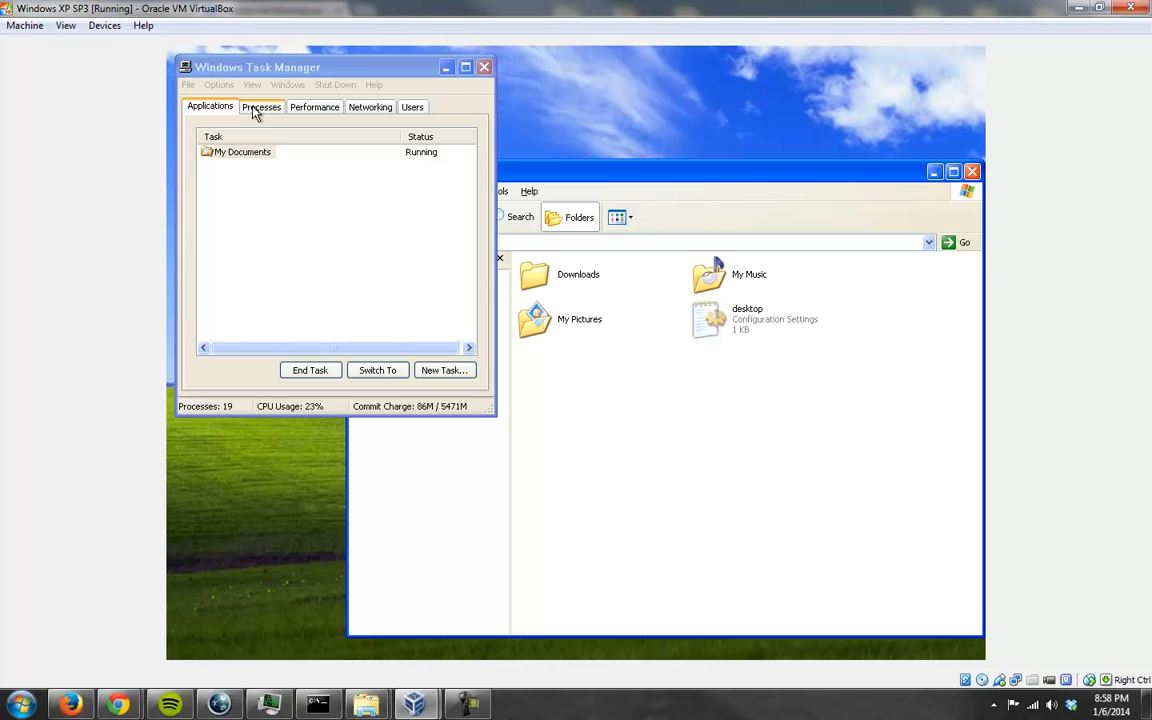 Windows XP SP3 [Running] - Oracle VM VirtualBox
Machine View Devices Help
Windows Task Manager
File Options View Windows Shut Down Help
Applications Processes Performance Networking Users
Task Status
My Documents Running
End Task Switch To New Task...
Processes: 19 CPU Usage: 23% Commit Charge: 86M / 5471M
ols Help
Search Folders
Go
Downloads My Music
My Pictures desktop
Configuration Settings
1 KB
Right Ctrl
8:58 PM
1/6/2014